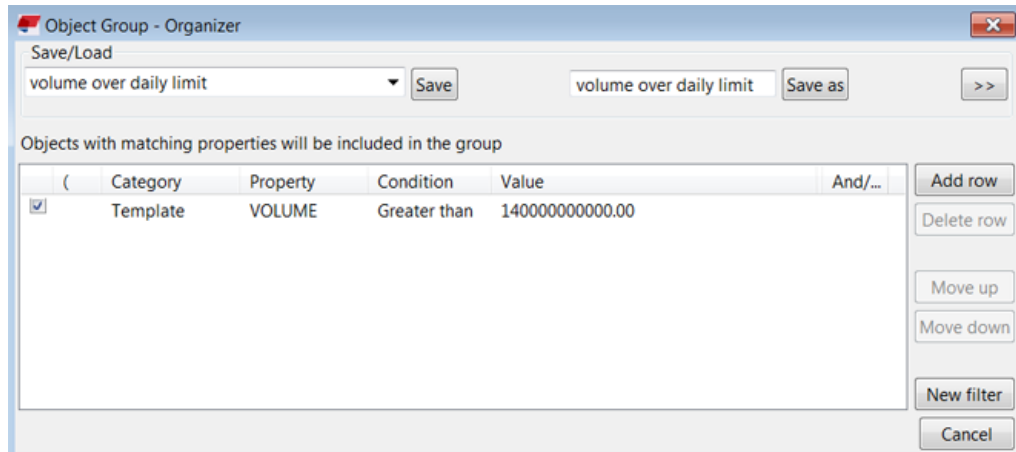 Object Group - Organizer
Save/Load
volume over daily limit Save volume over daily limit Save as >>
Objects with matching properties will be included in the group
( Category Property Condition Value And/... Add row
Template VOLUME Greater than 140000000000.00
Delete row
Move up
Move down
New filter
Cancel